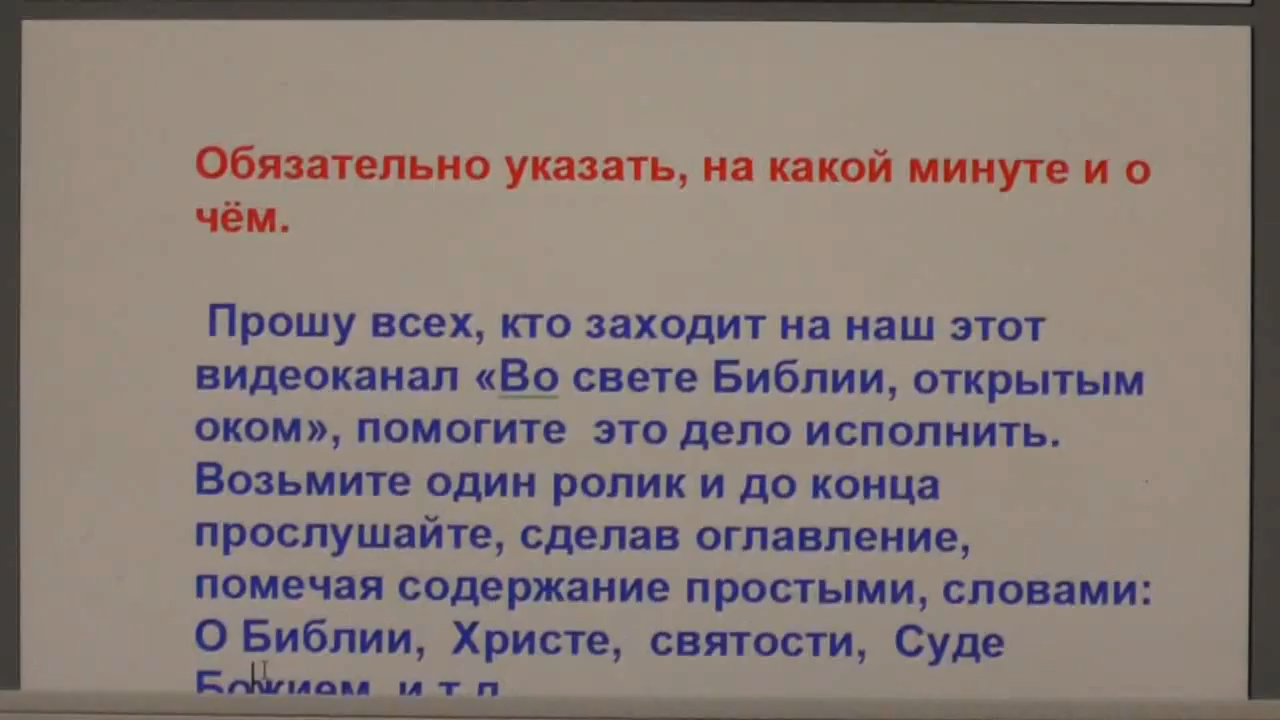 Обязательно указать, на какой минуте и о
чём.
Прошу всех, кто заходит на наш этот
видеоканал «Во свете Библии, открытым
оком», помогите это дело исполнить.
Возьмите один ролик и до конца
прослушайте, сделав оглавление,
помечая содержание простыми, словами:
О Библии, Христе, святости, Суде
Божием и т.п